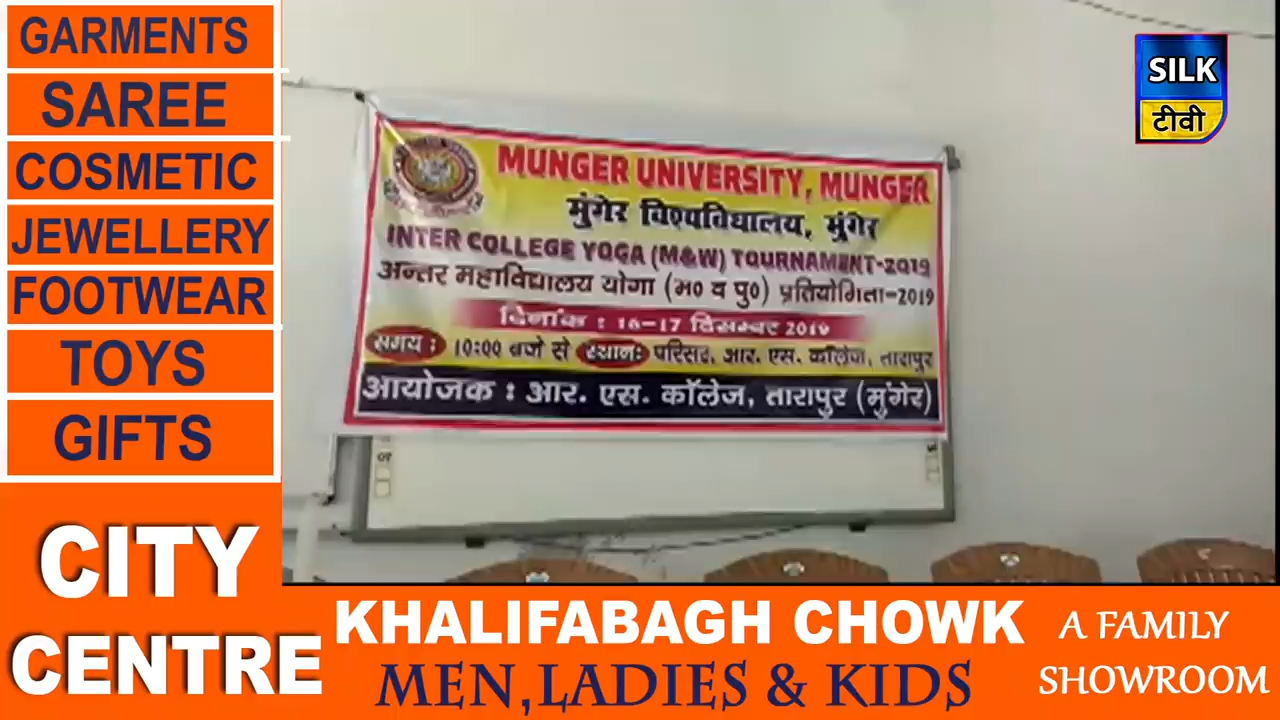 GARMENTS
SAREE
COSMETIC
JEWELLERY
FOOTWEAR
TOYS
GIFTS
CITY
CENTRE
SILK
टीवी
MUNGER UNIVERSITY, MUNGER
मुंगेर विश्वविद्यालय, मुंगेर
INTER COLLEGE YOGA (M&W) TOURNAMENT-2019
अन्तर महाविद्यालय योगा (म० व पु०) प्रतियोगिता-2019
दिनांक : 16-17 दिसम्बर 2019
समय : 10:00 बजे से स्थान: परिसर, आर. एस. कॉलेज, तारापुर
आयोजक : आर. एस. कॉलेज, तारापुर (मुंगेर)
KHALIFABAGH CHOWK
MEN,LADIES & KIDS
A FAMILY
SHOWROOM